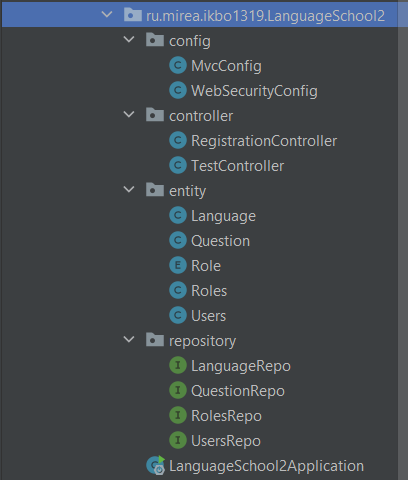 ru.mirea.ikbo1319.LanguageSchool2
config
C MvcConfig
C WebSecurityConfig
controller
C RegistrationController
C TestController
entity
C Language
C Question
E Role
C Roles
C Users
repository
I LanguageRepo
I QuestionRepo
I RolesRepo
I UsersRepo
LanguageSchool2Application